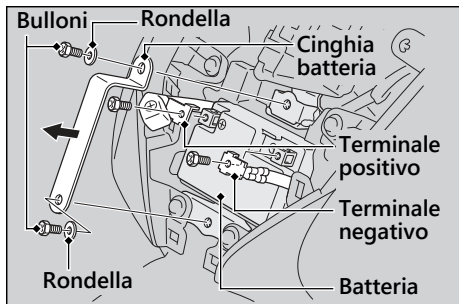 Bulloni
Rondella
Cinghia
batteria
Terminale
positivo
Terminale
negativo
Rondella
Batteria